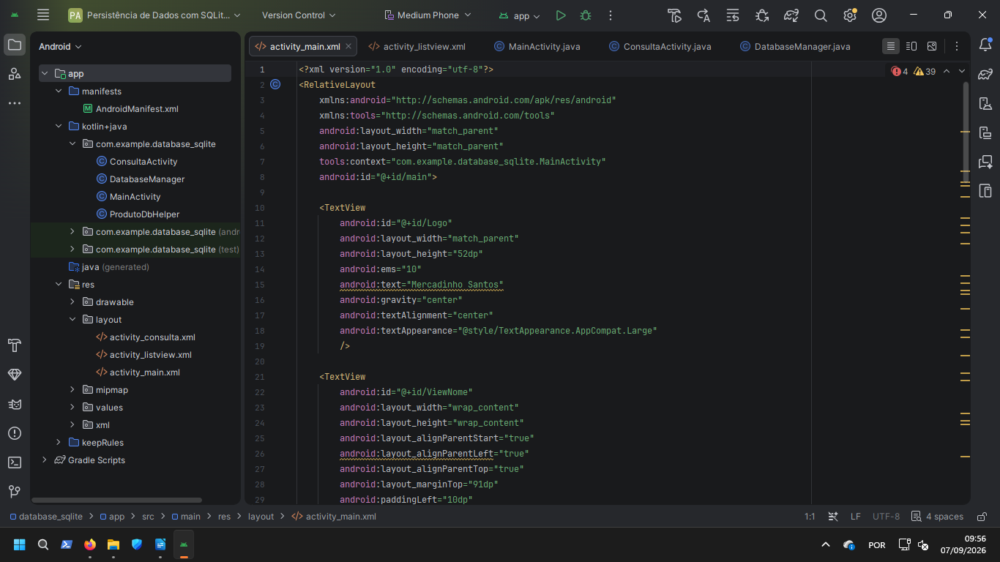 PA Persistência de Dados com SQLit...
Version Control
Medium Phone
app
Android
app
manifests
AndroidManifest.xml
kotlin+java
com.example.database_sqlite
ConsultaActivity
DatabaseManager
MainActivity
ProdutoDbHelper
com.example.database_sqlite (andr
com.example.database_sqlite (test)
java (generated)
res
drawable
layout
activity_consulta.xml
activity_listview.xml
activity_main.xml
mipmap
values
xml
keepRules
Gradle Scripts
activity_main.xml
activity_listview.xml
MainActivity.java
ConsultaActivity.java
DatabaseManager.java
4 39
1 <?xml version="1.0" encoding="utf-8"?>
2 <RelativeLayout
3 xmlns:android="http://schemas.android.com/apk/res/android"
4 xmlns:tools="http://schemas.android.com/tools"
5 android:layout_width="match_parent"
6 android:layout_height="match_parent"
7 tools:context="com.example.database_sqlite.MainActivity"
8 android:id="@+id/main">
9
10 <TextView
11 android:id="@+id/Logo"
12 android:layout_width="match_parent"
13 android:layout_height="52dp"
14 android:ems="10"
15 android:text="Mercadinho Santos"
16 android:gravity="center"
17 android:textAlignment="center"
18 android:textAppearance="@style/TextAppearance.AppCompat.Large"
19 />
20
21 <TextView
22 android:id="@+id/ViewNome"
23 android:layout_width="wrap_content"
24 android:layout_height="wrap_content"
25 android:layout_alignParentStart="true"
26 android:layout_alignParentLeft="true"
27 android:layout_alignParentTop="true"
28 android:layout_marginTop="91dp"
29 android:paddingLeft="10dp"
database_sqlite > app > src > main > res > layout > activity_main.xml
1:1 LF UTF-8 4 spaces
POR
09:56
07/09/2026